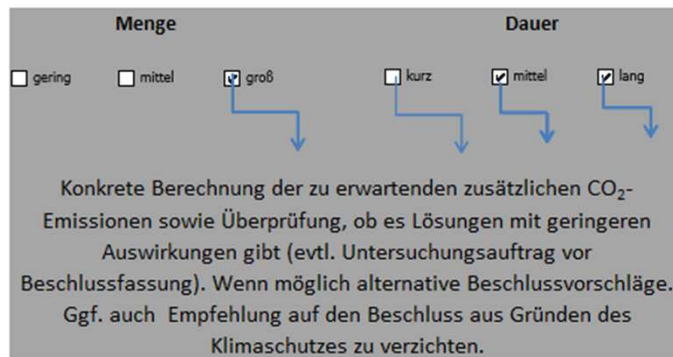 Menge Dauer
gering mittel groß kurz mittel lang
Konkrete Berechnung der zu erwartenden zusätzlichen CO₂-
Emissionen sowie Überprüfung, ob es Lösungen mit geringeren
Auswirkungen gibt (evtl. Untersuchungsauftrag vor
Beschlussfassung). Wenn möglich alternative Beschlussvorschläge.
Ggf. auch Empfehlung auf den Beschluss aus Gründen des
Klimaschutzes zu verzichten.